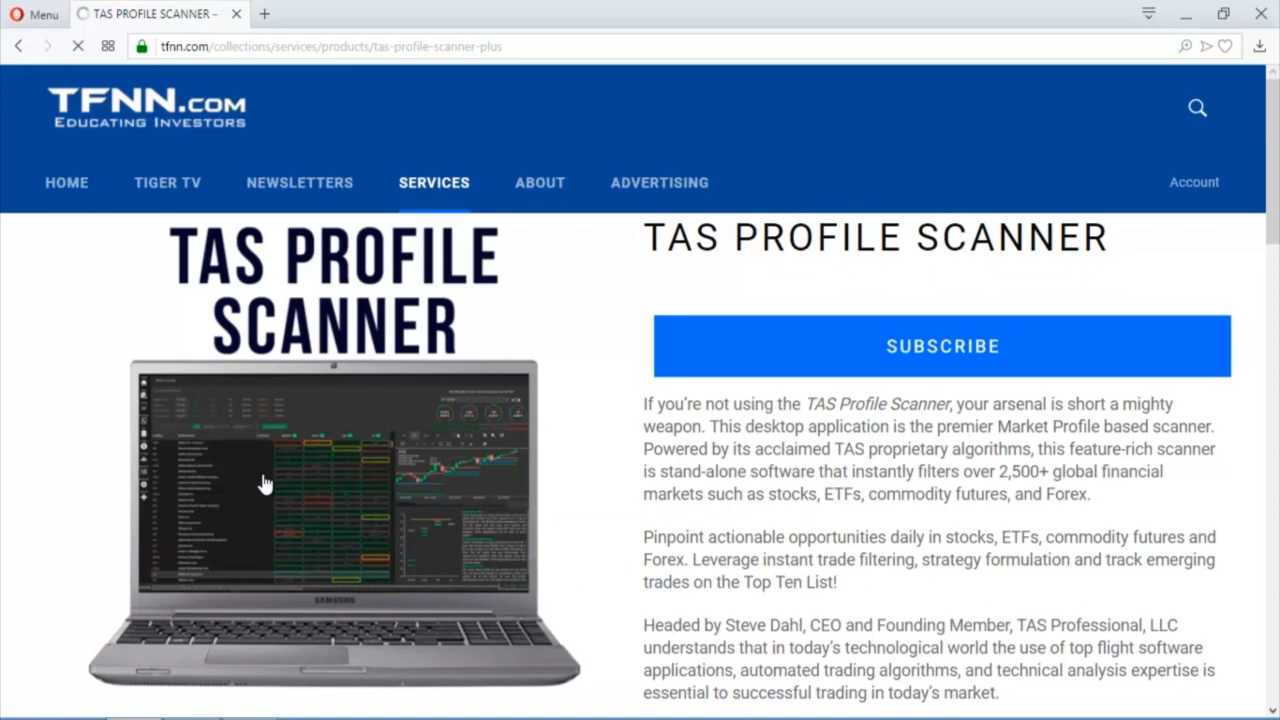 Menu
TAS PROFILE SCANNER –
tfnn.com/collections/services/products/tas-profile-scanner-plus
TFNN.COM
EDUCATING INVESTORS
HOME TIGER TV NEWSLETTERS SERVICES ABOUT ADVERTISING Account
TAS PROFILE
SCANNER
SAMSUNG
TAS PROFILE SCANNER
SUBSCRIBE
If you're not using the TAS Profile Scanner, your arsenal is short a mighty
weapon. This desktop application is the premier Market Profile based scanner.
Powered by its acclaimed TAS proprietary algorithms, this feature-rich scanner
is stand-alone software that instantly filters over 2,500+ global financial
markets such as stocks, ETFs, commodity futures, and Forex.
Pinpoint actionable opportunities daily in stocks, ETFs, commodity futures and
Forex. Leverage instant trade filtering, strategy formulation and track emerging
trades on the Top Ten List!
Headed by Steve Dahl, CEO and Founding Member, TAS Professional, LLC
understands that in today's technological world the use of top flight software
applications, automated trading algorithms, and technical analysis expertise is
essential to successful trading in today's market.